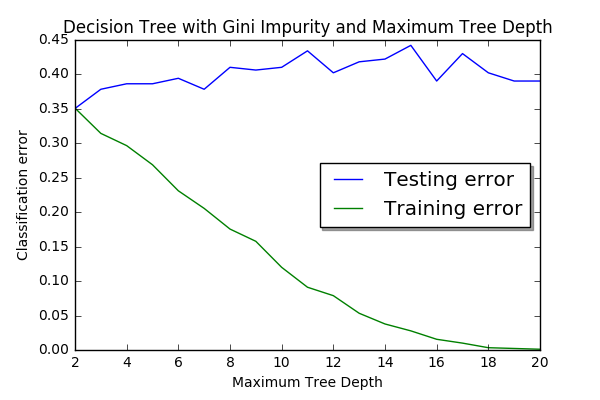 Decision Tree with Gini Impurity and Maximum Tree Depth
0.45
0.40
0.35
0.30
0.25
0.20
0.15
0.10
0.05
0.00
Classification error
Testing error
Training error
2 4 6 8 10 12 14 16 18 20
Maximum Tree Depth